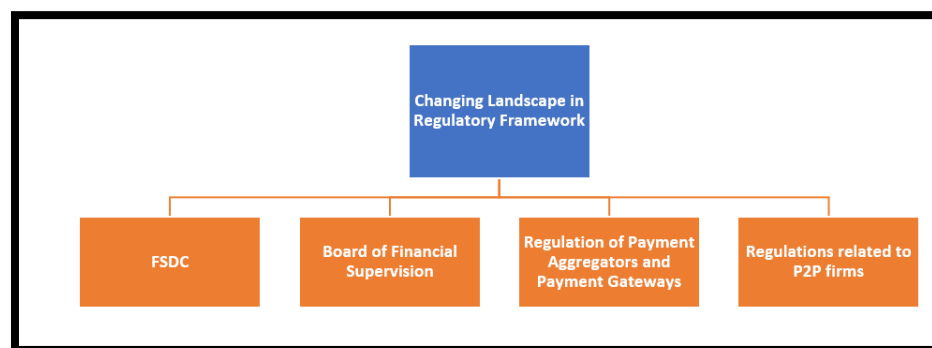 Changing Landscape in
Regulatory Framework
FSDC
Board of Financial
Supervision
Regulation of Payment
Aggregators and
Payment Gateways
Regulations related to
P2P firms